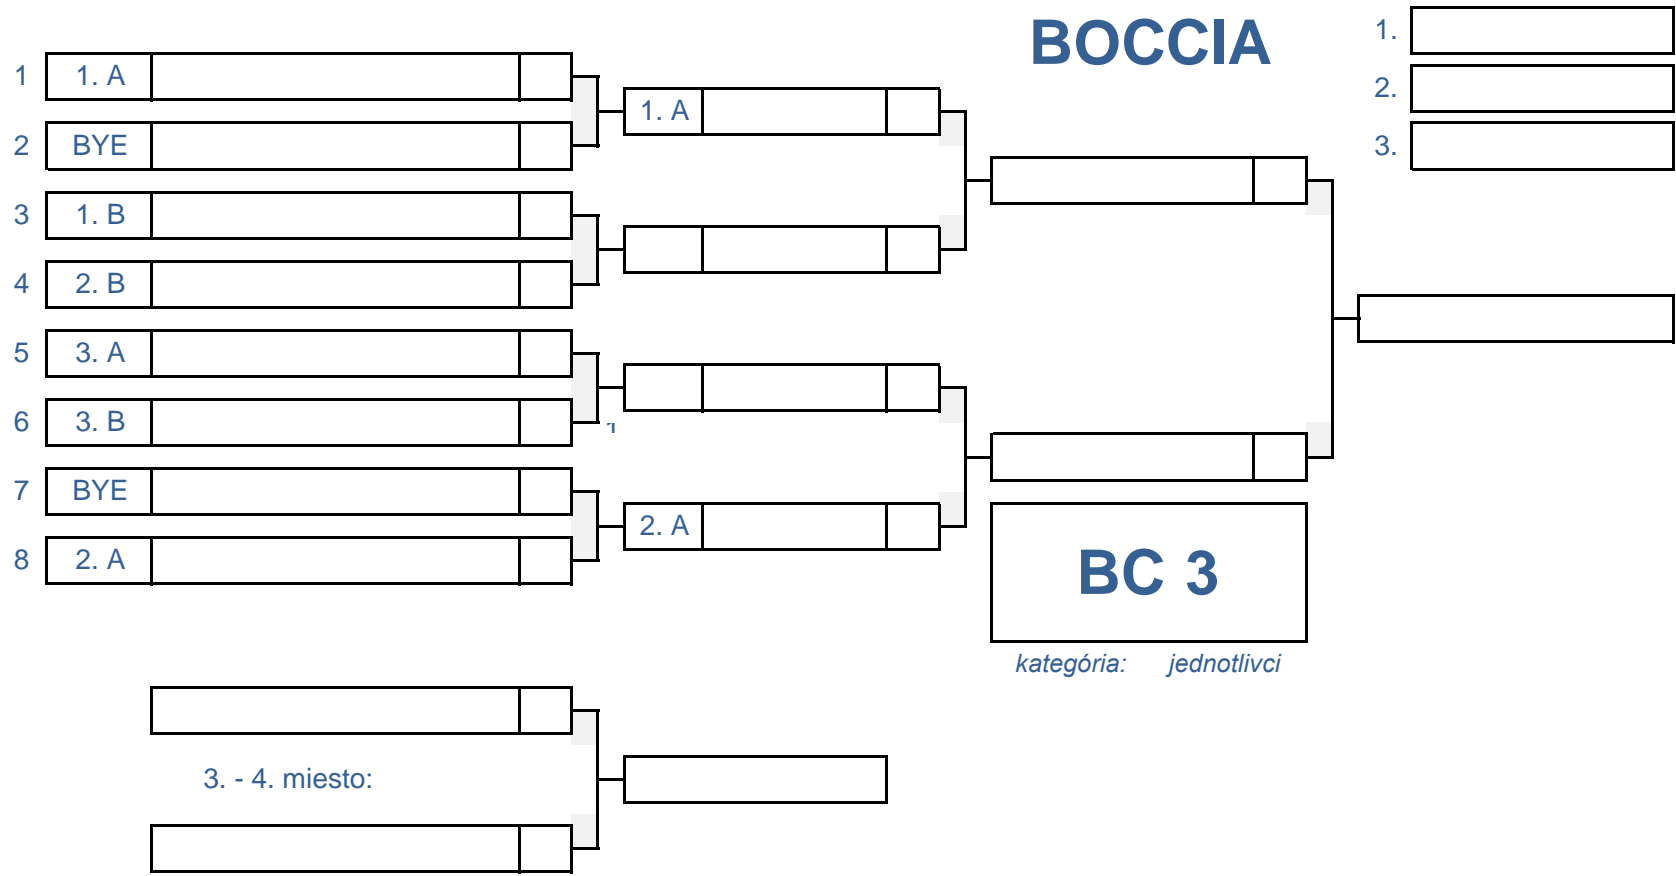 BOCCIA
1.
2.
3.
1 1. A
2 BYE
3 1. B
4 2. B
5 3. A
6 3. B
7 BYE
8 2. A
1. A
2. A
BC 3
kategória: jednotlivci
3. - 4. miesto: